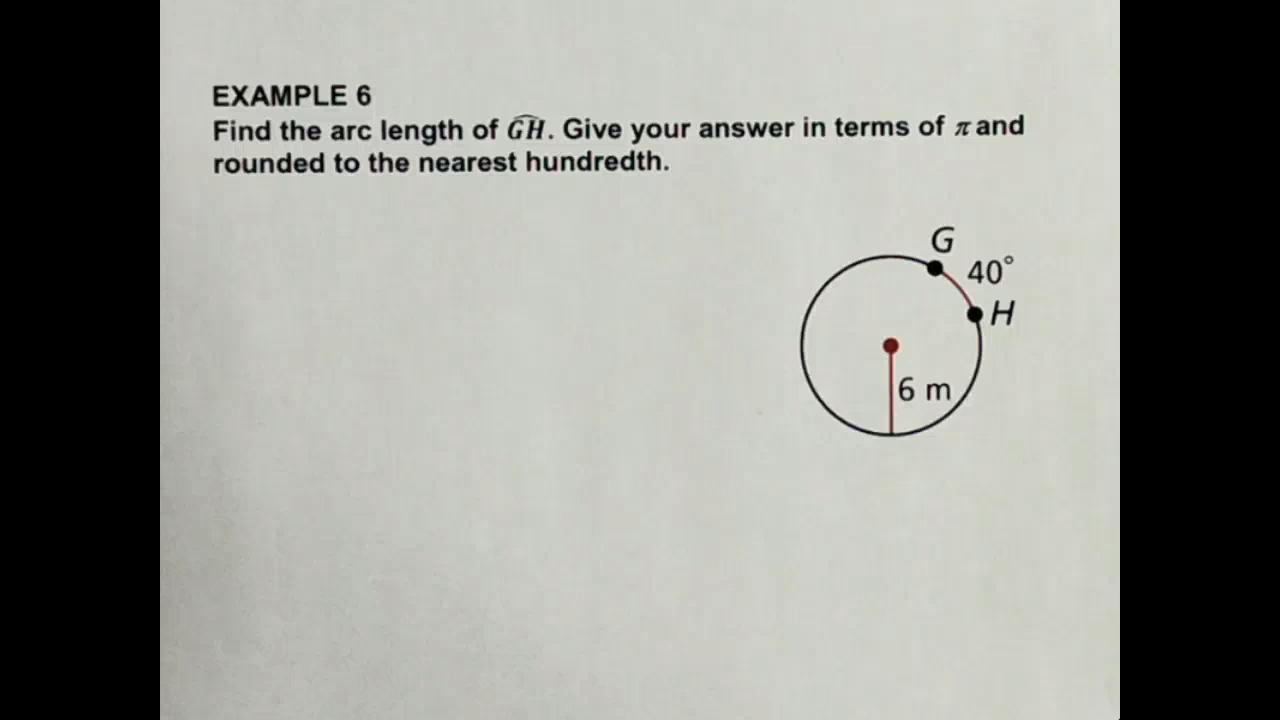 EXAMPLE 6
Find the arc length of \widehat{GH}. Give your answer in terms of π and
rounded to the nearest hundredth.
G
40°
H
6 m